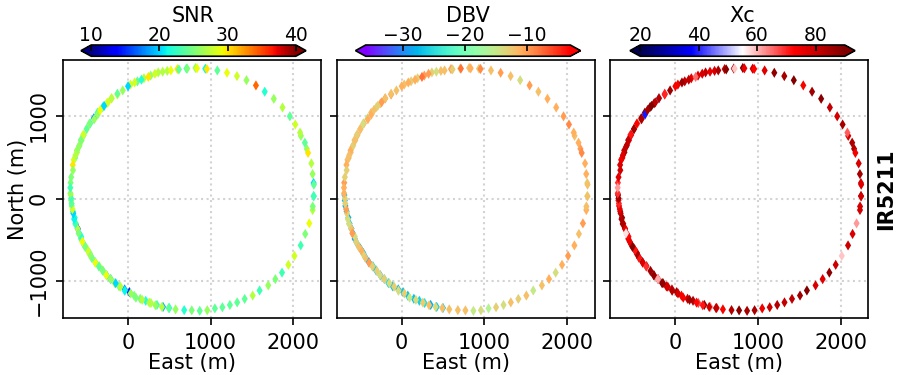 SNR DBV Xc
10 20 30 40 −30 −20 −10 20 40 60 80
1000
0
−1000
North (m)
0 1000 2000 0 1000 2000 0 1000 2000
East (m) East (m) East (m)
IR5211